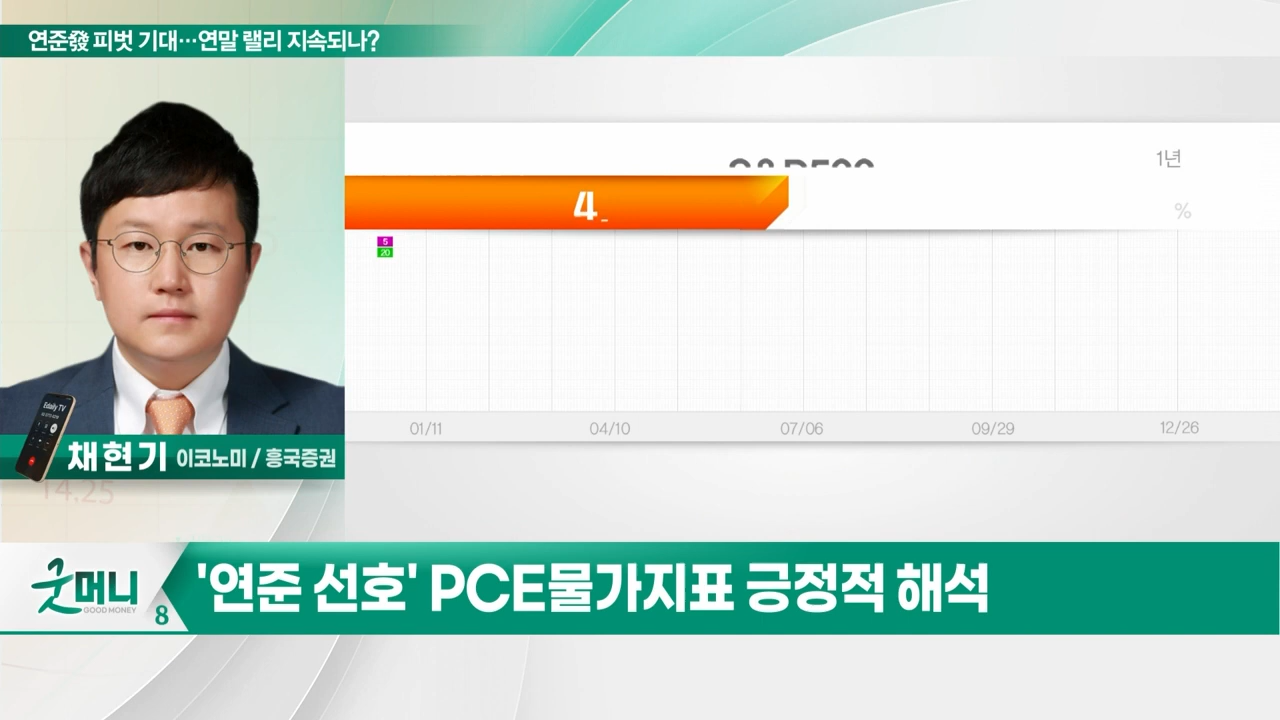 연준發 피벗 기대…연말 랠리 지속되나?
1년
4
%
5
20
01/11 04/10 07/06 09/29 12/26
Edaily TV
채현기 이코노미 / 흥국증권
14.25
굿머니
GOOD MONEY
8
'연준 선호' PCE물가지표 긍정적 해석